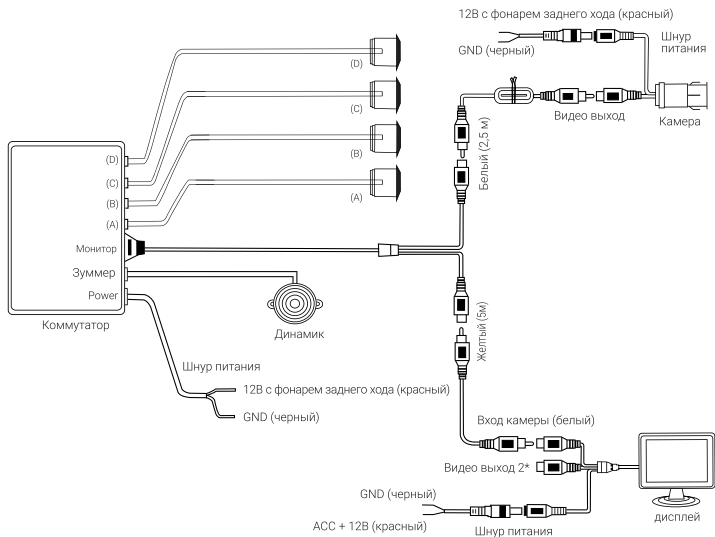 12В с фонарем заднего хода (красный)
GND (черный)
Шнур
питания
Видео выход
Камера
Белый (2,5 м)
(D)
(C)
(B)
(A)
(D)
(C)
(B)
(A)
Монитор
Зуммер
Power
Коммутатор
Динамик
Желтый (5м)
Шнур питания
12В с фонарем заднего хода (красный)
GND (черный)
Вход камеры (белый)
Видео выход 2*
GND (черный)
ACC + 12В (красный)
Шнур питания
дисплей